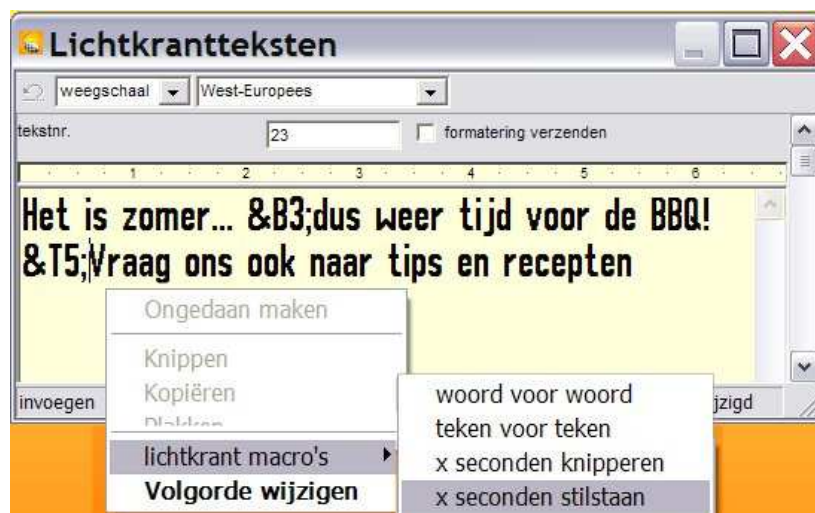 Lichtkrantteksten
weegschaal West-Europees
tekstnr. 23 formatering verzenden
1 2 3 4 5 6
Het is zomer... &B3;dus weer tijd voor de BBQ!
&T5;Vraag ons ook naar tips en recepten
Ongedaan maken
Knippen
Kopiëren
Plakken
lichtkrant macro's
Volgorde wijzigen
woord voor woord
teken voor teken
x seconden knipperen
x seconden stilstaan
invoegen jzigd